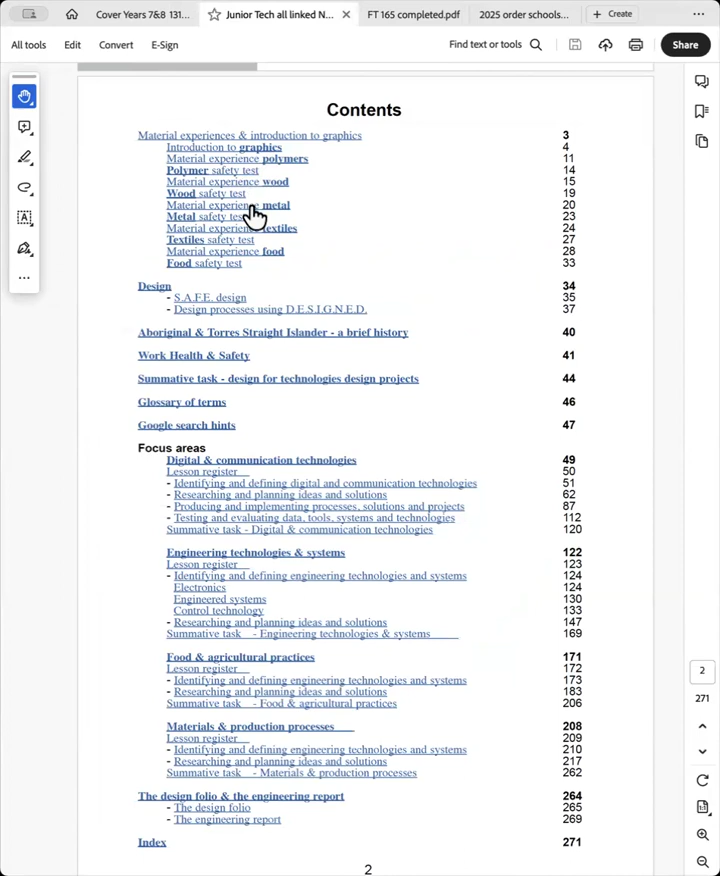 Cover Years 7&8 131... Junior Tech all linked N... FT 165 completed.pdf 2025 order schools... + Create
All tools Edit Convert E-Sign Find text or tools Share
Contents
Material experiences & introduction to graphics 3
Introduction to graphics 4
Material experience polymers 11
Polymer safety test 14
Material experience wood 15
Wood safety test 19
Material experience metal 20
Metal safety test 23
Material experience textiles 24
Textiles safety test 27
Material experience food 28
Food safety test 33
Design 34
- S.A.F.E. design 35
- Design processes using D.E.S.I.G.N.E.D. 37
Aboriginal & Torres Straight Islander - a brief history 40
Work Health & Safety 41
Summative task - design for technologies design projects 44
Glossary of terms 46
Google search hints 47
Focus areas
Digital & communication technologies 49
Lesson register 50
- Identifying and defining digital and communication technologies 51
- Researching and planning ideas and solutions 62
- Producing and implementing processes, solutions and projects 87
- Testing and evaluating data, tools, systems and technologies 112
Summative task - Digital & communication technologies 120
Engineering technologies & systems 122
Lesson register 123
- Identifying and defining engineering technologies and systems 124
Electronics 124
Engineered systems 130
Control technology 133
- Researching and planning ideas and solutions 147
Summative task - Engineering technologies & systems 169
Food & agricultural practices 171
Lesson register 172
- Identifying and defining engineering technologies and systems 173
- Researching and planning ideas and solutions 183
Summative task - Food & agricultural practices 206
Materials & production processes 208
Lesson register 209
- Identifying and defining engineering technologies and systems 210
- Researching and planning ideas and solutions 217
Summative task - Materials & production processes 262
The design folio & the engineering report 264
- The design folio 265
- The engineering report 269
Index 271
2
2
271